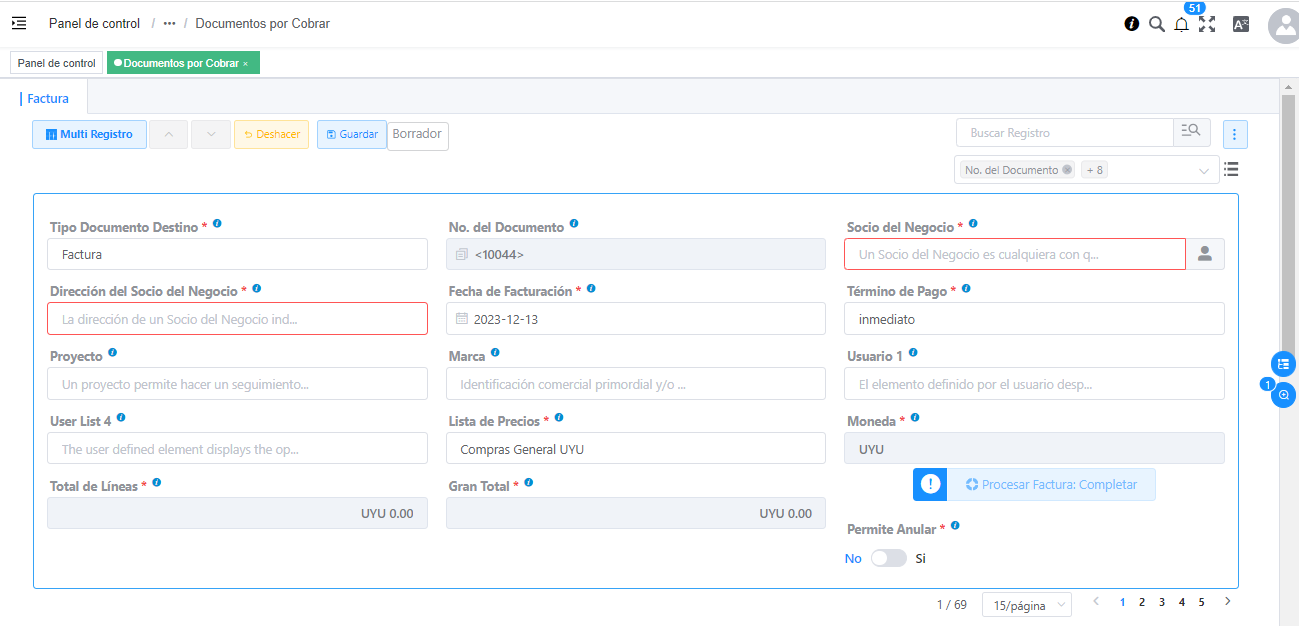 Panel de control / ••• / Documentos por Cobrar
51
Panel de control
Documentos por Cobrar ×
Factura
Multi Registro
Deshacer
Guardar
Borrador
Buscar Registro
No. del Documento
+ 8
Tipo Documento Destino *
No. del Documento
Socio del Negocio *
Factura
<10044>
Un Socio del Negocio es cualquiera con q...
Dirección del Socio del Negocio *
Fecha de Facturación *
Término de Pago *
La dirección de un Socio del Negocio ind...
2023-12-13
inmediato
Proyecto
Marca
Usuario 1
Un proyecto permite hacer un seguimiento...
Identificación comercial primordial y/o ...
El elemento definido por el usuario desp...
1
User List 4
Lista de Precios *
Moneda *
The user defined element displays the op...
Compras General UYU
UYU
Total de Líneas *
Gran Total *
Procesar Factura: Completar
UYU 0.00
UYU 0.00
Permite Anular *
No
Si
1 / 69
15/página
1 2 3 4 5